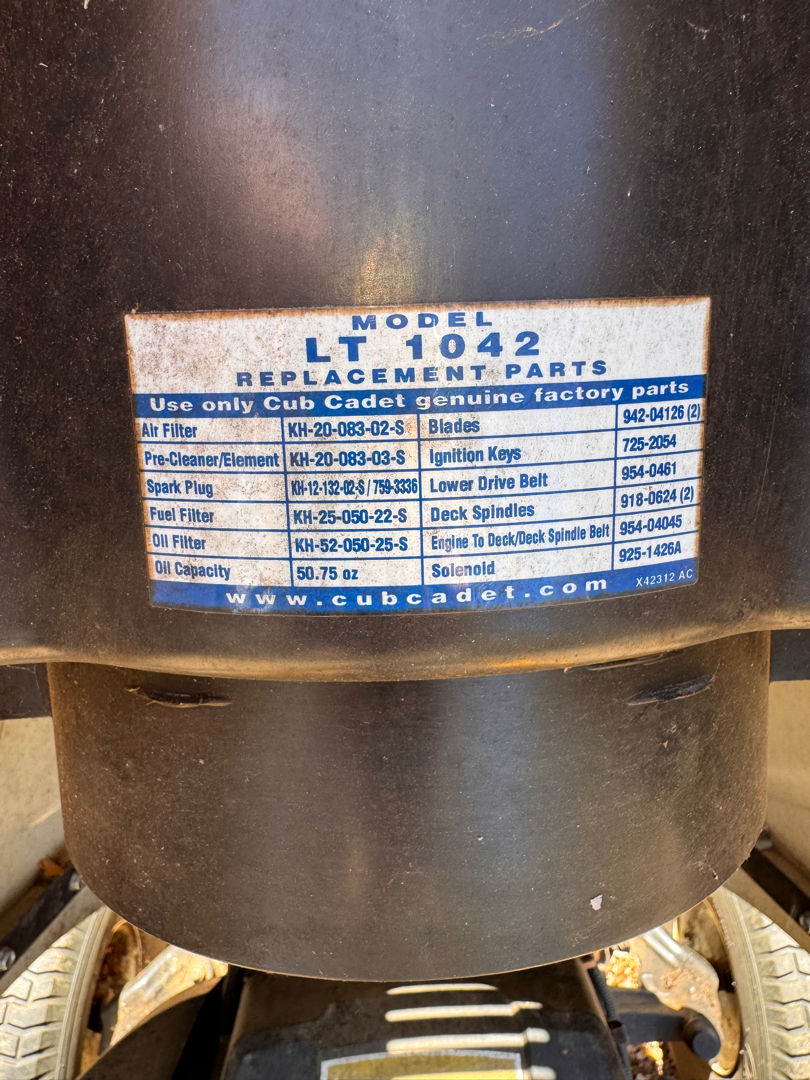 MODEL
LT 1042
REPLACEMENT PARTS
Use only Cub Cadet genuine factory parts
Air Filter KH-20-083-02-S Blades 942-04126 (2)
Pre-Cleaner/Element KH-20-083-03-S Ignition Keys 725-2054
Spark Plug KH-12-132-02-S / 759-3336 Lower Drive Belt 954-0461
Fuel Filter KH-25-050-22-S Deck Spindles 918-0624 (2)
Oil Filter KH-52-050-25-S Engine To Deck/Deck Spindle Belt 954-04045
Oil Capacity 50.75 oz Solenoid 925-1426A
www.cubcadet.com X42312 AC